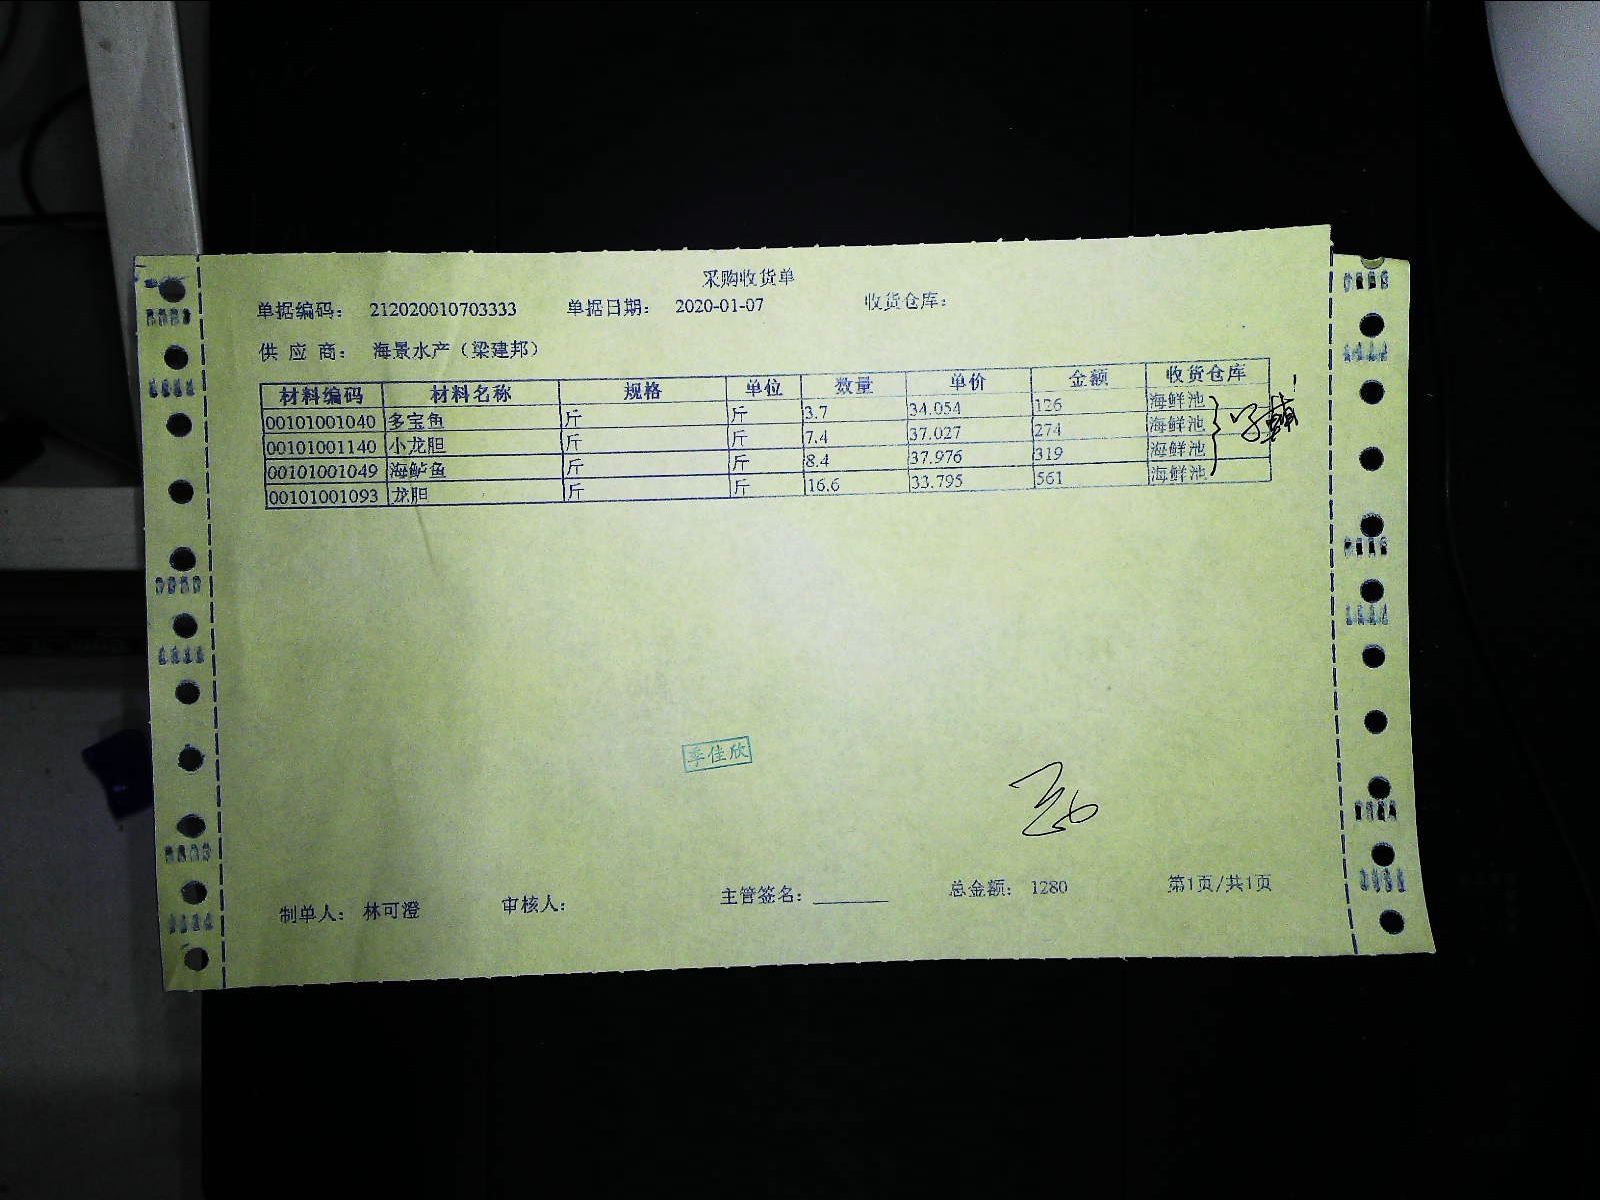 采购收货单
单据编码： 212020010703333 单据日期： 2020-01-07 收货仓库：
供 应 商： 海景水产（梁建邦）
材料编码 材料名称 规格 单位 数量 单价 金额 收货仓库
00101001040 多宝鱼 斤 斤 3.7 34.054 126 海鲜池
00101001140 小龙胆 斤 斤 7.4 37.027 274 海鲜池
00101001049 海鲈鱼 斤 斤 8.4 37.976 319 海鲜池
00101001093 龙胆 斤 斤 16.6 33.795 561 海鲜池
季佳欣
制单人： 林可澄 审核人： 主管签名：________ 总金额： 1280 第1页/共1页